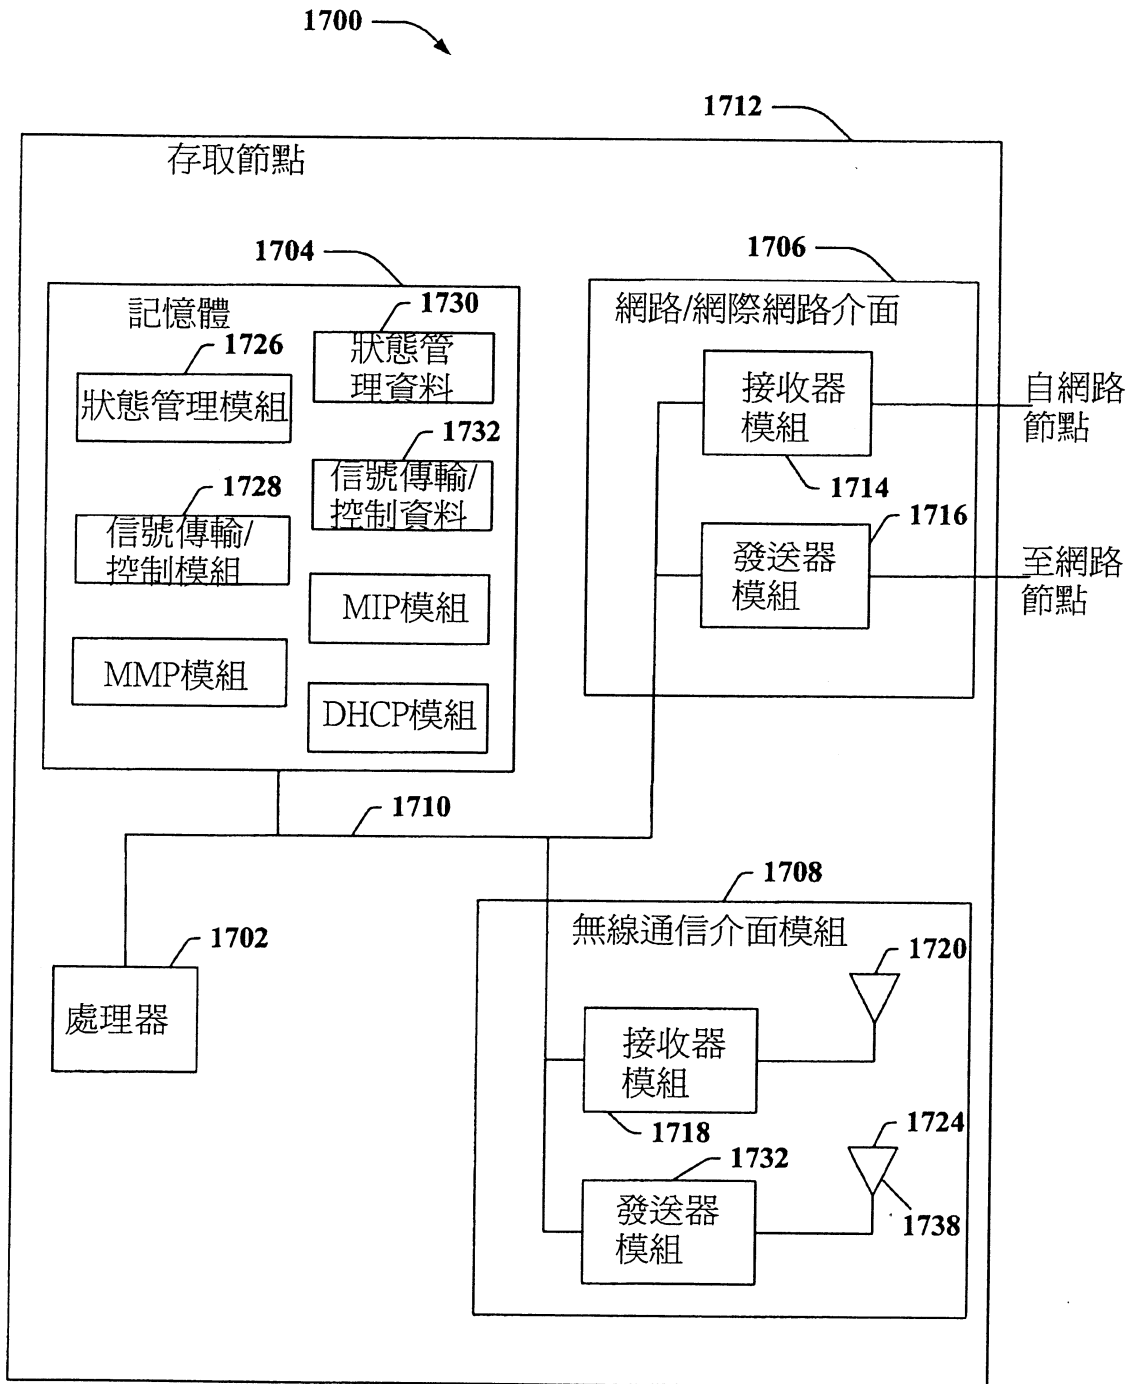 1700
1712
存取節點
1704
記憶體
1730
狀態管
理資料
1726
狀態管理模組
1732
信號傳輸/
控制資料
1728
信號傳輸/
控制模組
MIP模組
MMP模組
DHCP模組
1706
網路/網際網路介面
接收器
模組
1714
自網路
節點
1716
發送器
模組
至網路
節點
1710
1702
處理器
1708
無線通信介面模組
1720
接收器
模組
1718
1724
1732
發送器
模組
1738